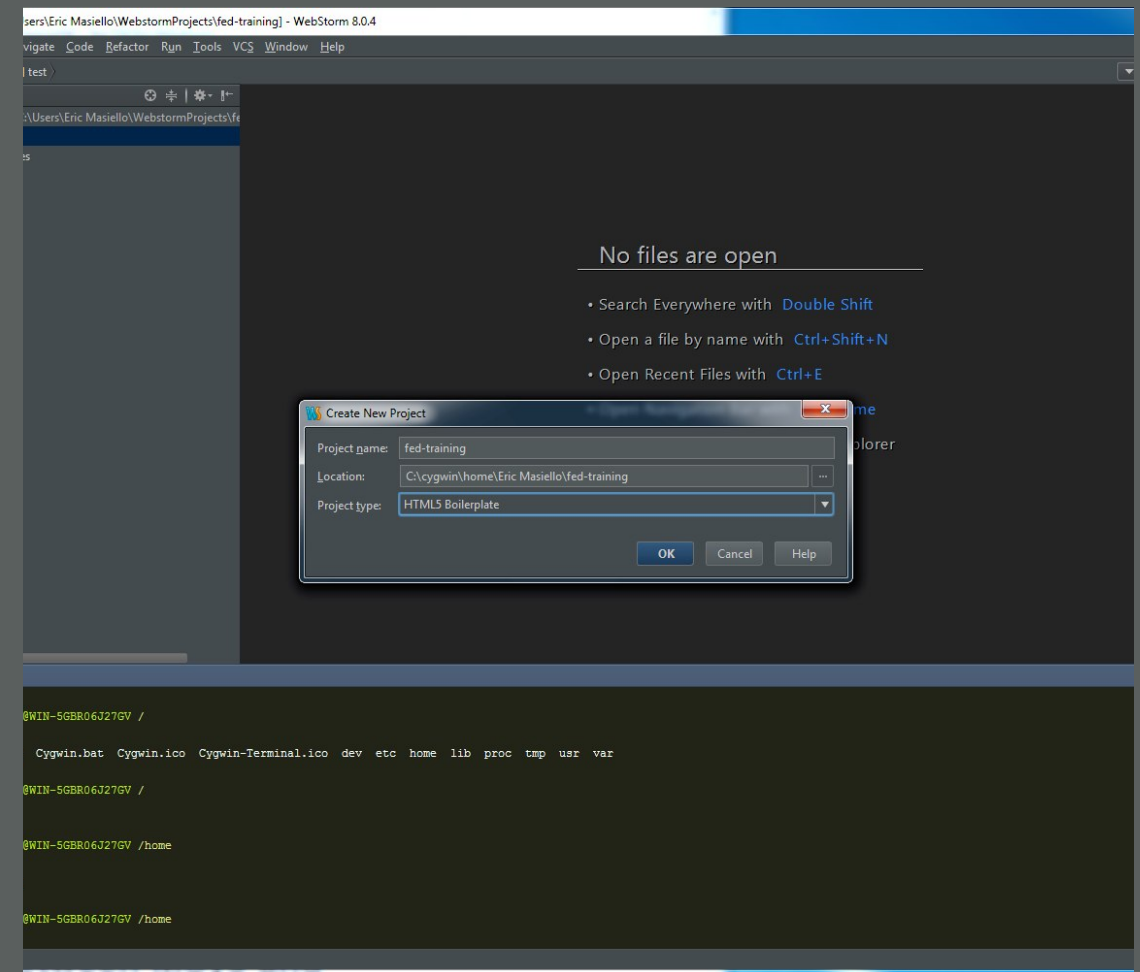 sers\Eric Masiello\WebstormProjects\fed-training] - WebStorm 8.0.4
vigate Code Refactor Run Tools VCS Window Help
test
:\Users\Eric Masiello\WebstormProjects\fe
es
No files are open
• Search Everywhere with Double Shift
• Open a file by name with Ctrl+Shift+N
• Open Recent Files with Ctrl+E
me
plorer
Create New Project
Project name: fed-training
Location: C:\cygwin\home\Eric Masiello\fed-training ...
Project type: HTML5 Boilerplate
OK Cancel Help
@WIN-5GBR06J27GV /
Cygwin.bat Cygwin.ico Cygwin-Terminal.ico dev etc home lib proc tmp usr var
@WIN-5GBR06J27GV /
@WIN-5GBR06J27GV /home
@WIN-5GBR06J27GV /home